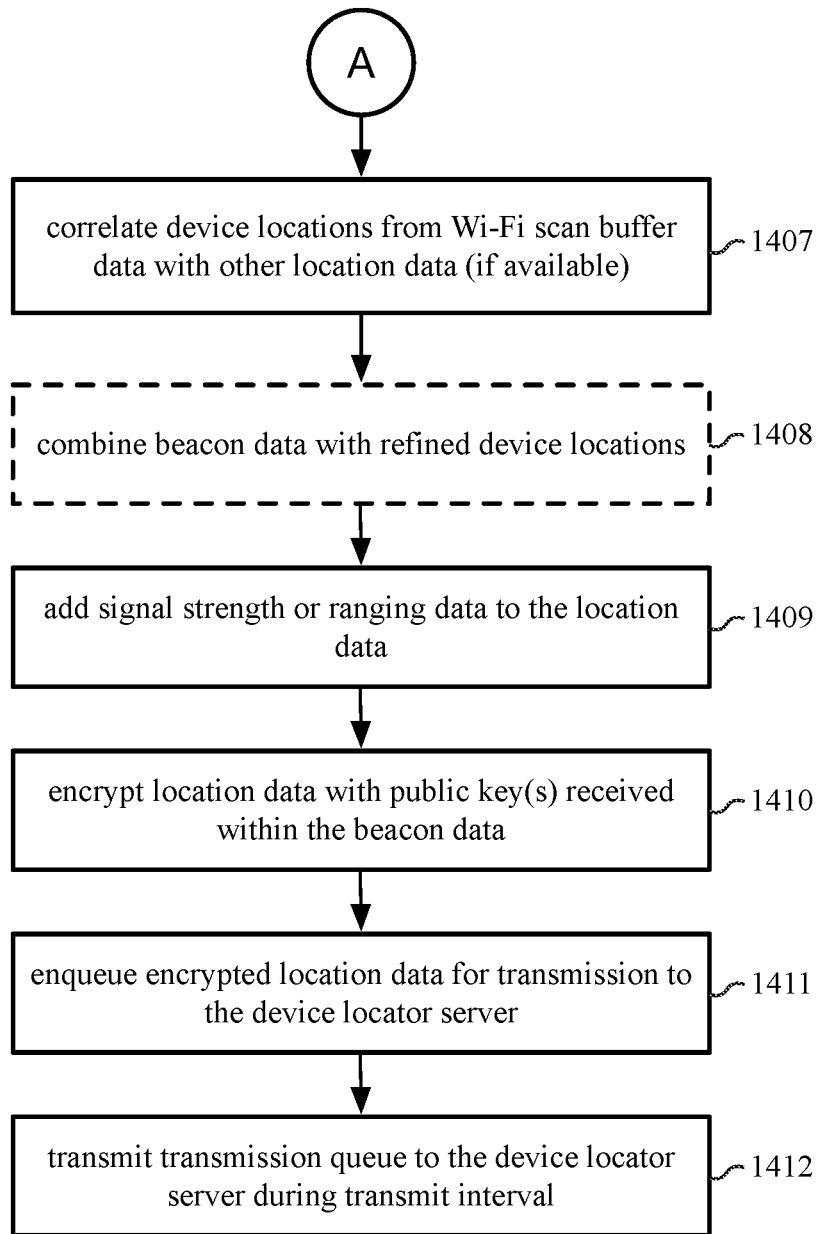 A
correlate device locations from Wi-Fi scan buffer
data with other location data (if available)
1407
combine beacon data with refined device locations
1408
add signal strength or ranging data to the location
data
1409
encrypt location data with public key(s) received
within the beacon data
1410
enqueue encrypted location data for transmission to
the device locator server
1411
transmit transmission queue to the device locator
server during transmit interval
1412